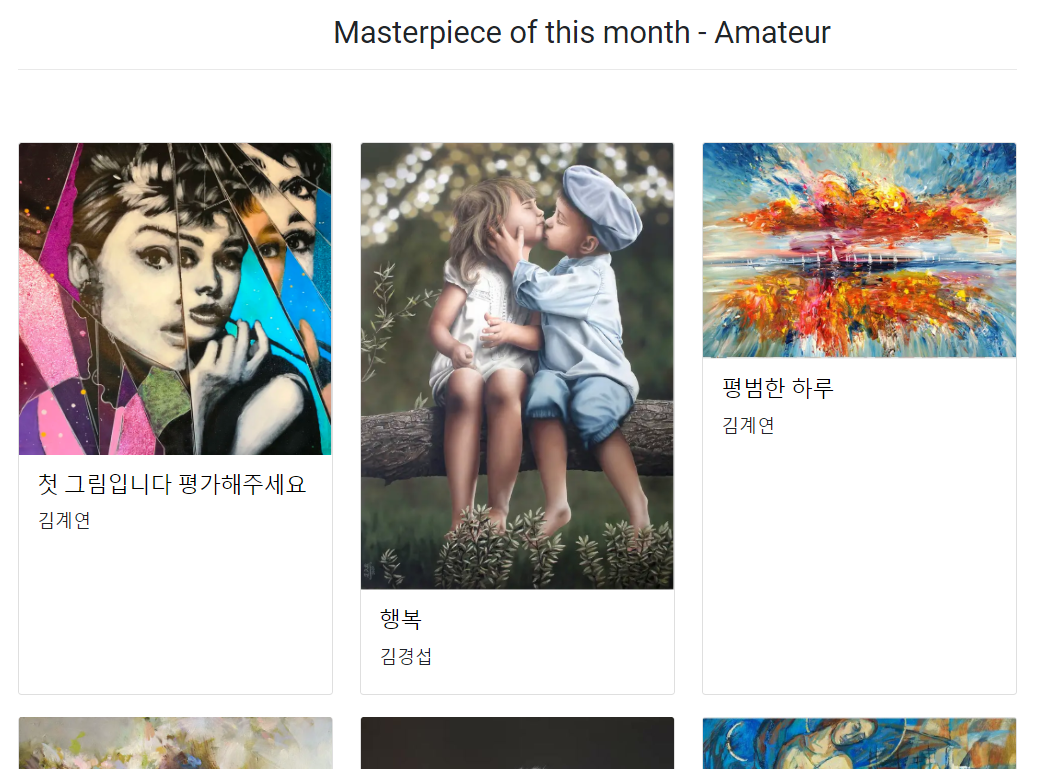 Masterpiece of this month - Amateur
첫 그림입니다 평가해주세요
김계연
행복
김경섭
평범한 하루
김계연